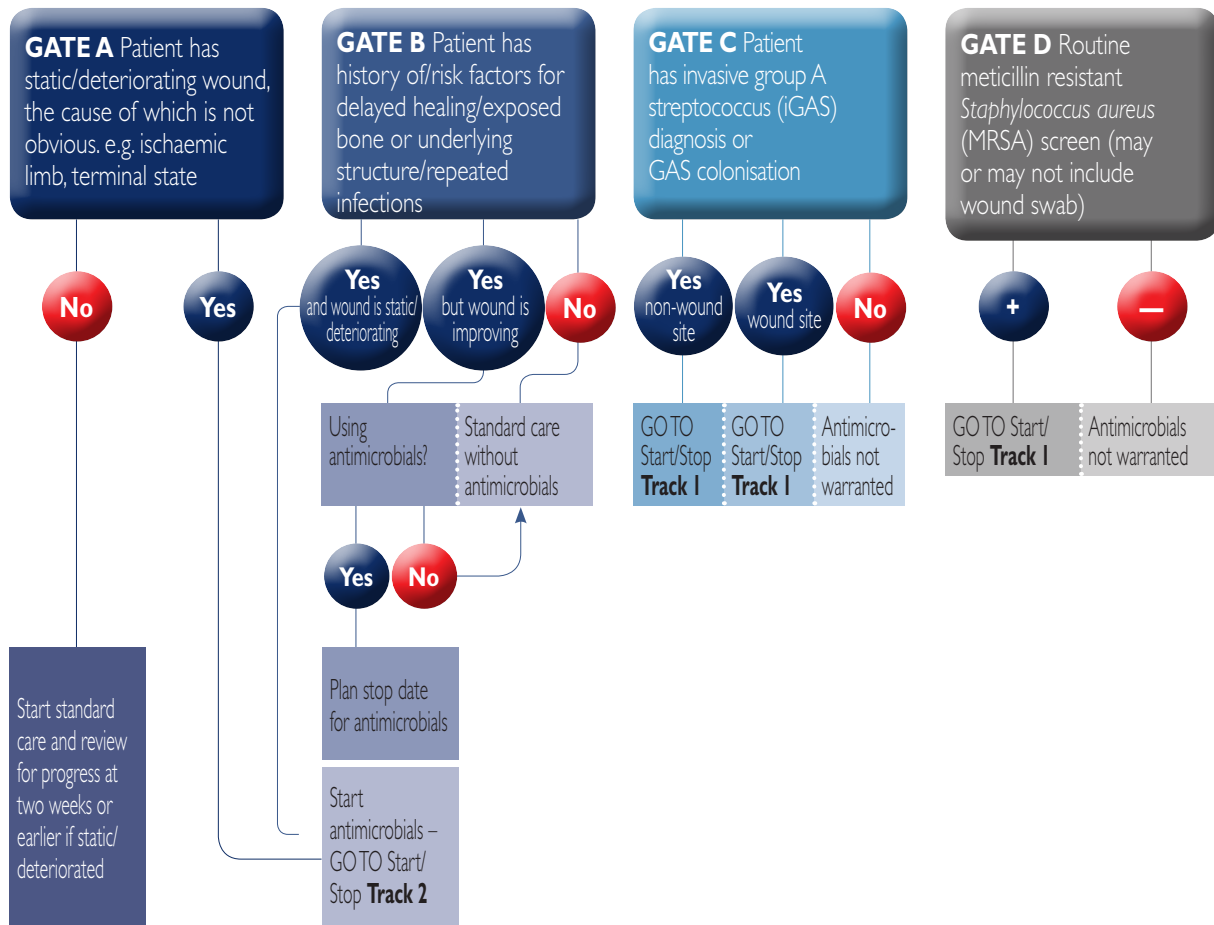 GATE A Patient has
static/deteriorating wound,
the cause of which is not
obvious. e.g. ischaemic
limb, terminal state
GATE B Patient has
history of/risk factors for
delayed healing/exposed
bone or underlying
structure/repeated
infections
GATE C Patient
has invasive group A
streptococcus (iGAS)
diagnosis or
GAS colonisation
GATE D Routine
meticillin resistant
Staphylococcus aureus
(MRSA) screen (may
or may not include
wound swab)
No
Yes
Yes
and wound is static/
deteriorating
Yes
but wound is
improving
No
Yes
non-wound
site
Yes
wound site
No
+
—
Using
antimicrobials?
Standard care
without
antimicrobials
GO TO
Start/Stop
Track 1
GO TO
Start/Stop
Track 1
Antimicro-
bials not
warranted
GO TO Start/
Stop Track 1
Antimicrobials
not warranted
Yes
No
Start standard
care and review
for progress at
two weeks or
earlier if static/
deteriorated
Plan stop date
for antimicrobials
Start
antimicrobials –
GO TO Start/
Stop Track 2